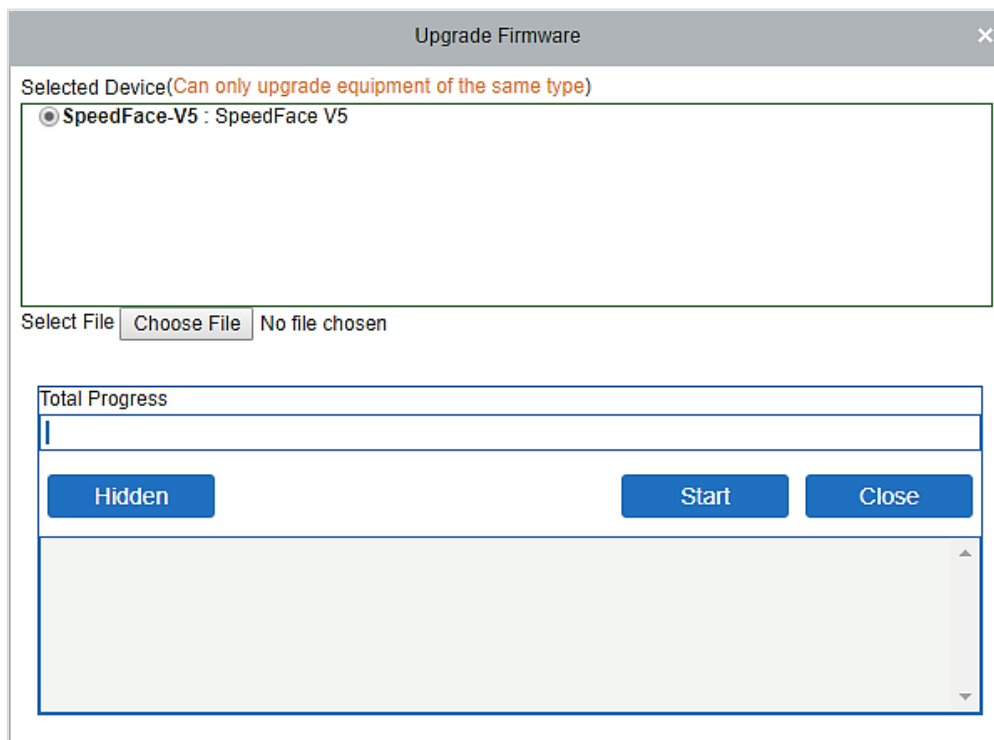 Upgrade Firmware
Selected Device(Can only upgrade equipment of the same type)
SpeedFace-V5 : SpeedFace V5
Select File Choose File No file chosen
Total Progress
Hidden Start Close